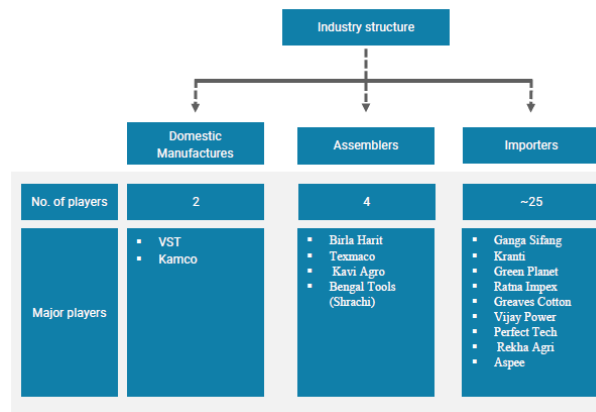 Industry structure
Domestic
Manufactures
Assemblers
Importers
No. of players
2
4
~25
Major players
▪ VST
▪ Kamco
▪ Birla Harit
▪ Texmaco
▪ Kavi Agro
▪ Bengal Tools
(Shrachi)
▪ Ganga Sifang
▪ Kranti
▪ Green Planet
▪ Ratna Impex
▪ Greaves Cotton
▪ Vijay Power
▪ Perfect Tech
▪ Rekha Agri
▪ Aspee